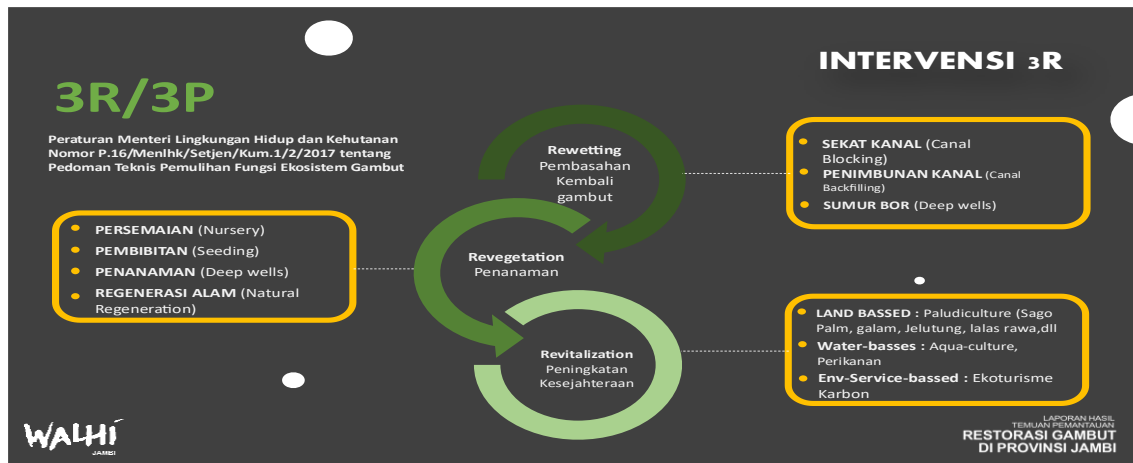 INTERVENSI 3R
3R/3P
Peraturan Menteri Lingkungan Hidup dan Kehutanan
Nomor P.16/Menlhk/Setjen/Kum.1/2/2017 tentang
Pedoman Teknis Pemulihan Fungsi Ekosistem Gambut
Rewetting
Pembasahan
Kembali
gambut
SEKAT KANAL (Canal
Blocking)
PENIMBUNAN KANAL (Canal
Backfilling)
SUMUR BOR (Deep wells)
PERSEMAIAN (Nursery)
PEMBIBITAN (Seeding)
PENANAMAN (Deep wells)
REGENERASI ALAM (Natural
Regeneration)
Revegetation
Penanaman
Revitalization
Peningkatan
Kesejahteraan
LAND BASSED : Paludiculture (Sago
Palm, galam, Jelutung, lalas rawa,dll
Water-basses : Aqua-culture,
Perikanan
Env-Service-bassed : Ekoturisme
Karbon
WALHI
JAMBI
LAPORAN HASIL
TEMUAN PEMANTAUAN
RESTORASI GAMBUT
DI PROVINSI JAMBI